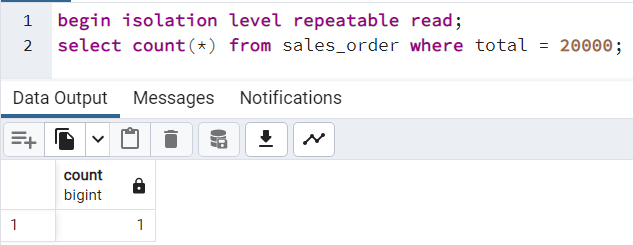 1 begin isolation level repeatable read;
2 select count(*) from sales_order where total = 20000;
Data Output Messages Notifications
count
bigint
1 1